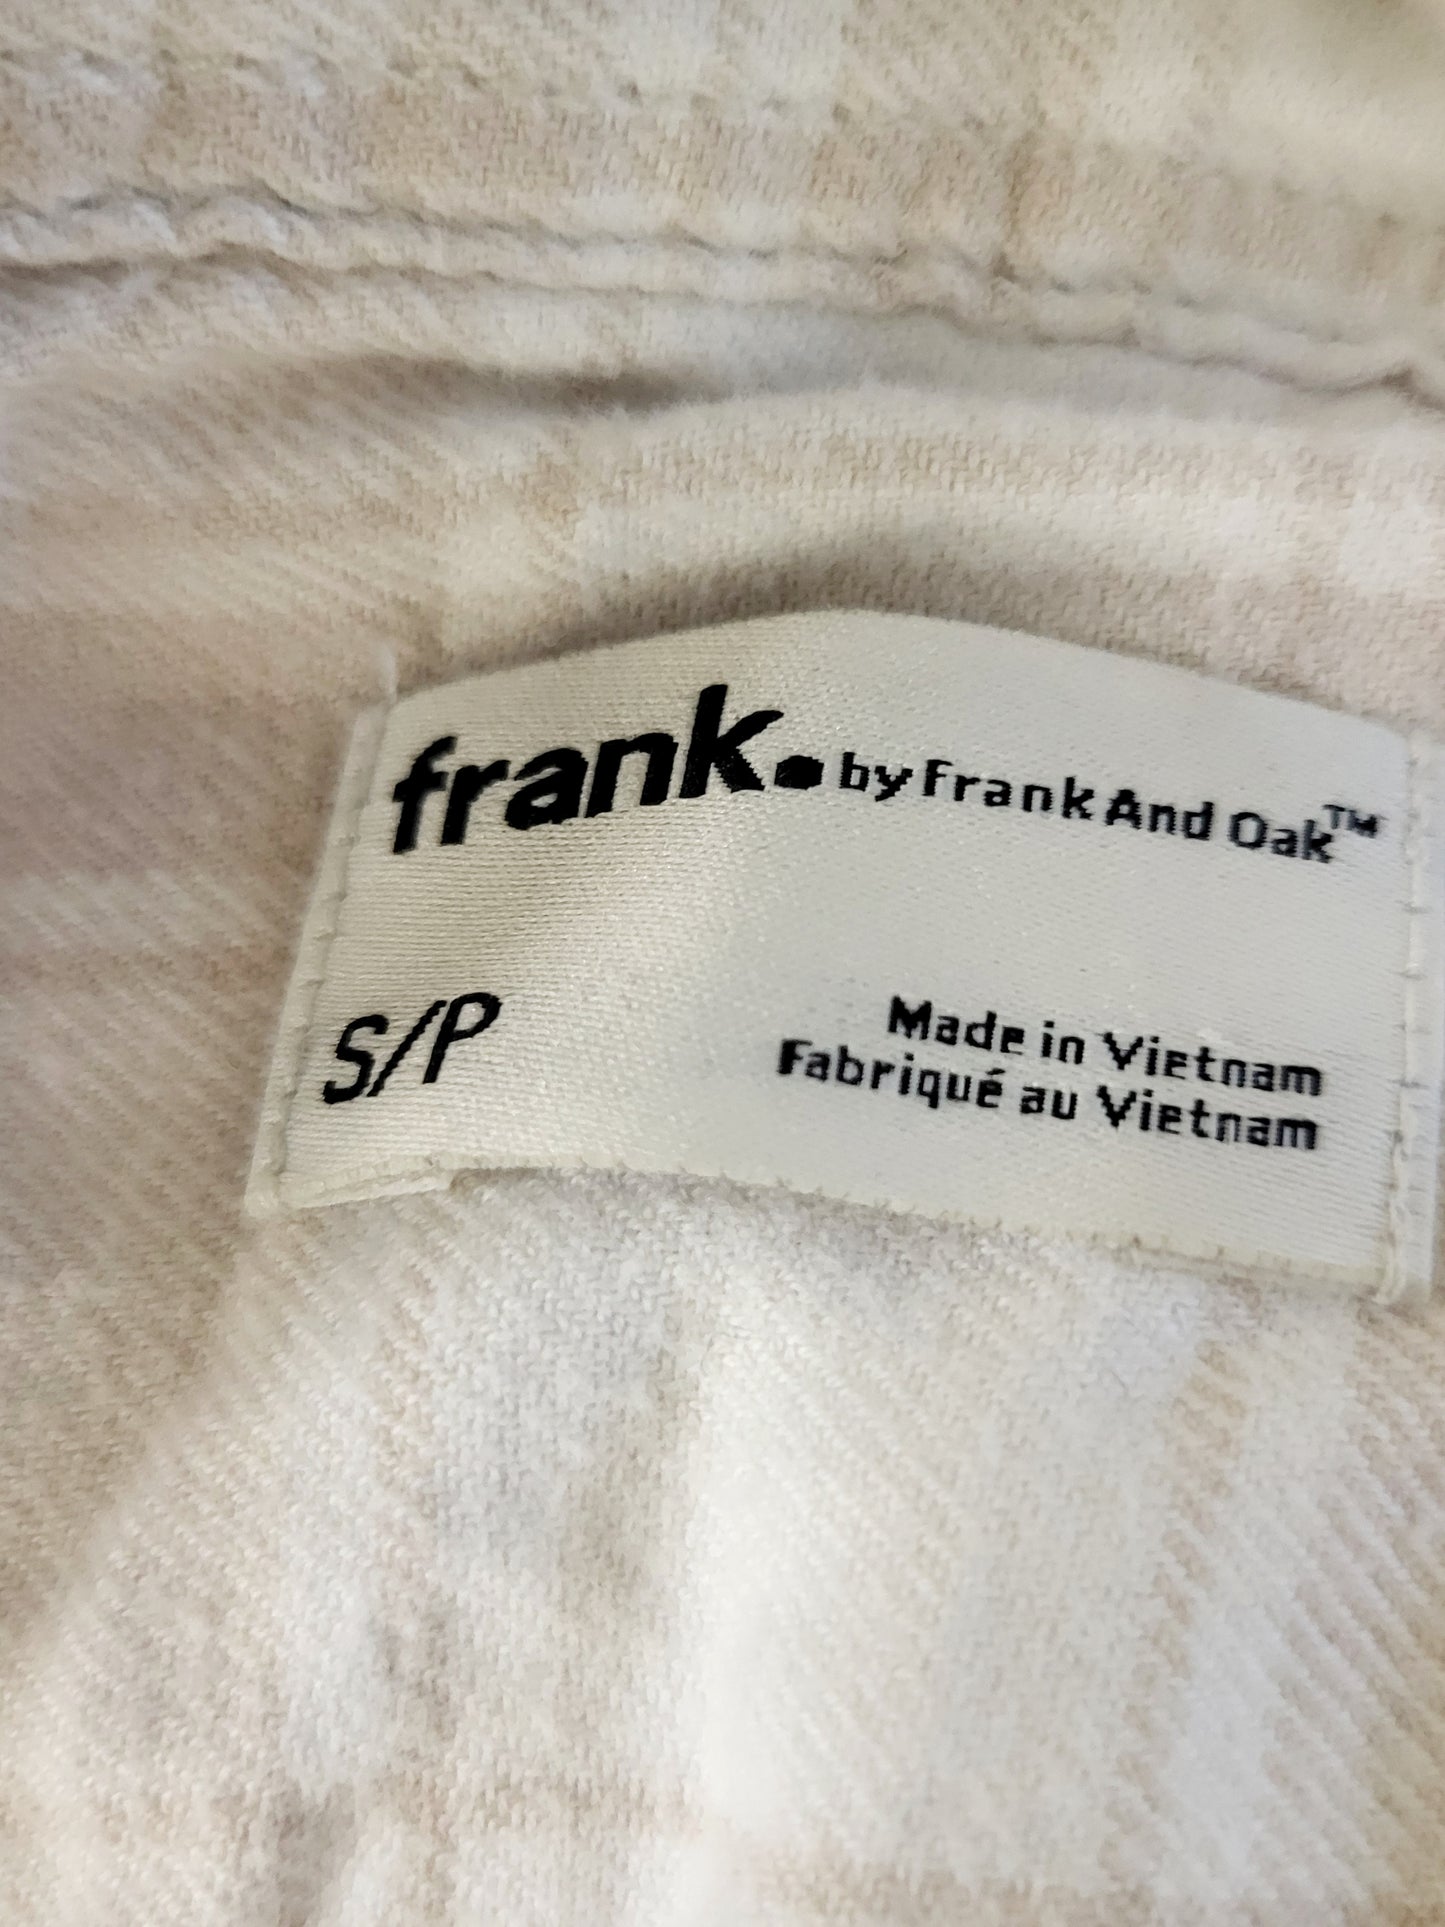 frank. by Frank And Oak™
S/P
Made in Vietnam
Fabriqué au Vietnam